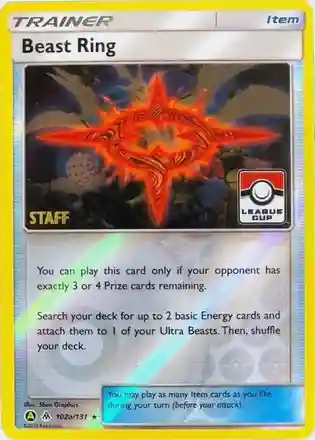 TRAINER
Item
Beast Ring
STAFF
LEAGUE
CUP
You can play this card only if your opponent has
exactly 3 or 4 Prize cards remaining.
Search your deck for up to 2 basic Energy cards and
attach them to 1 of your Ultra Beasts. Then, shuffle
your deck.
Illus.
You may play as many Item cards as you like
during your turn (before your attack).
102a/131